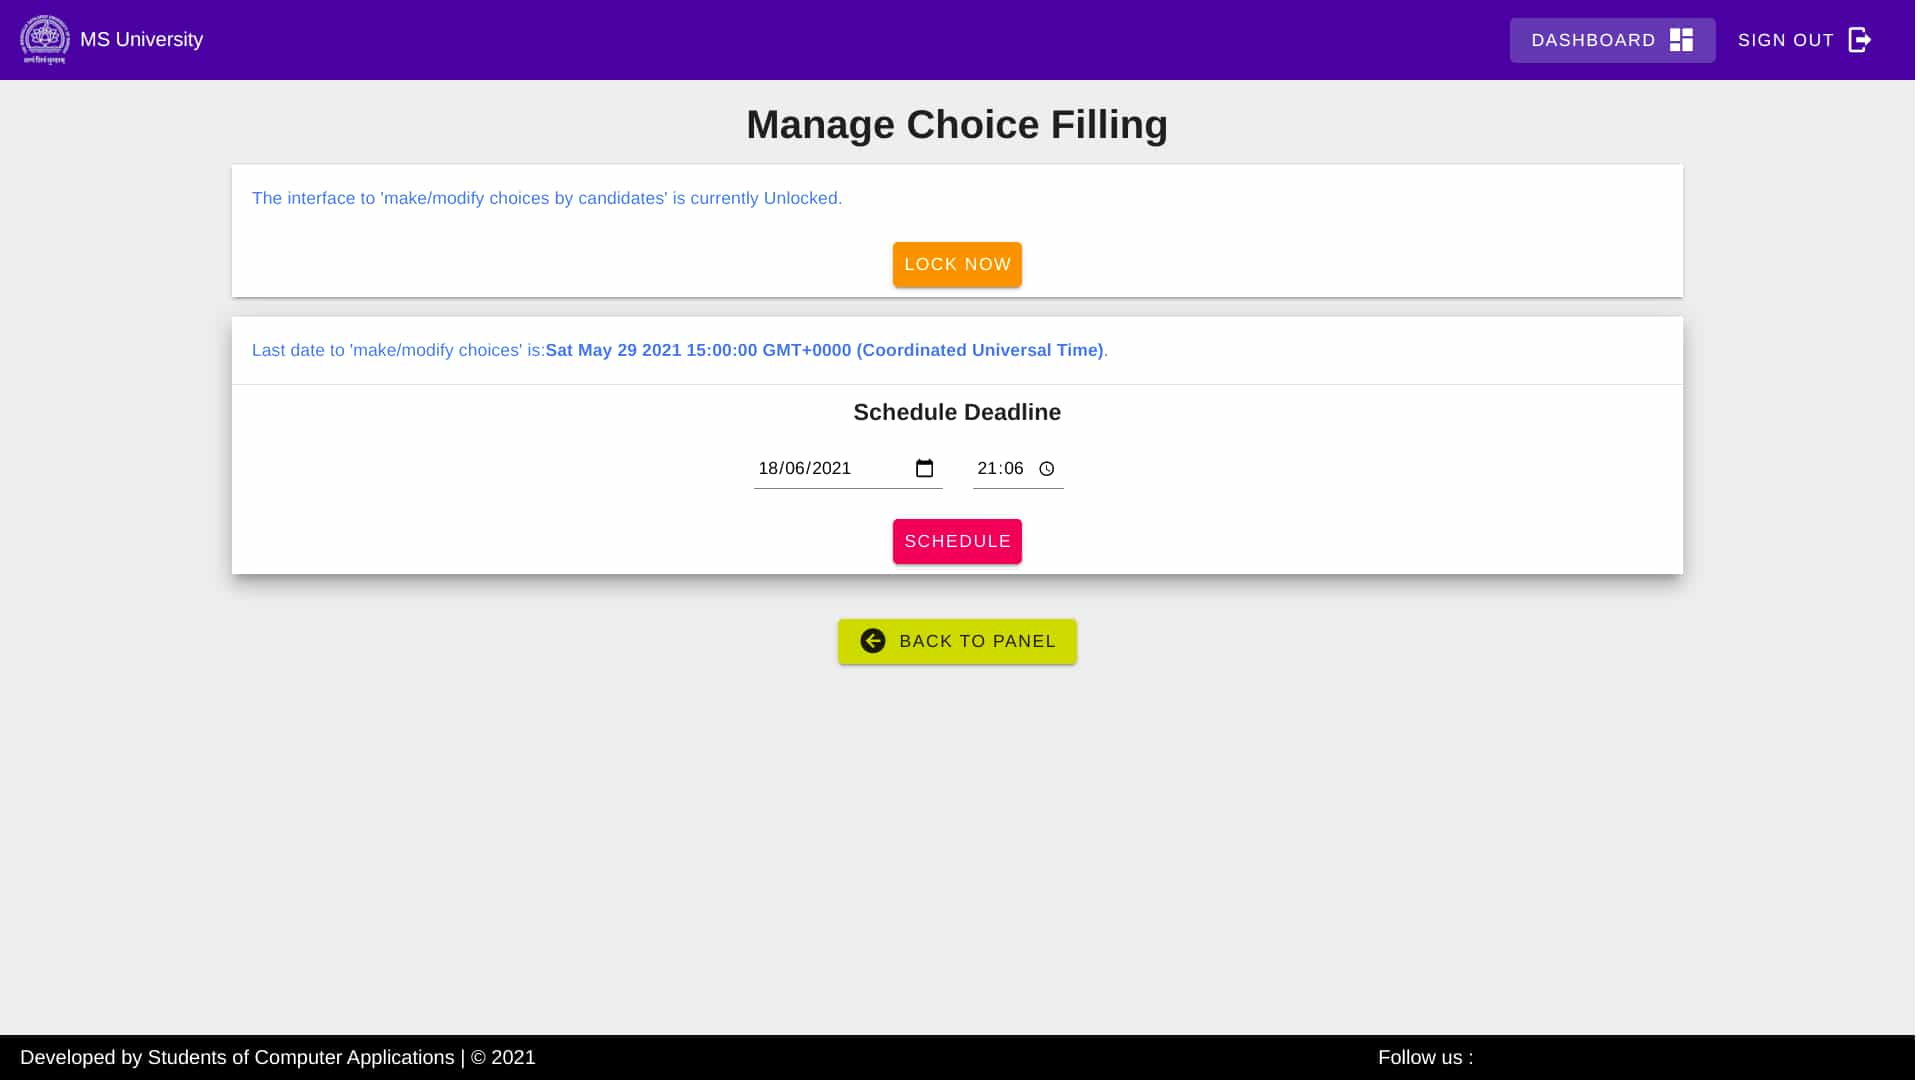 MS University
DASHBOARD
SIGN OUT
Manage Choice Filling
The interface to 'make/modify choices by candidates' is currently Unlocked.
LOCK NOW
Last date to 'make/modify choices' is:Sat May 29 2021 15:00:00 GMT+0000 (Coordinated Universal Time).
Schedule Deadline
18/06/2021 21:06
SCHEDULE
BACK TO PANEL
Developed by Students of Computer Applications | © 2021
Follow us :